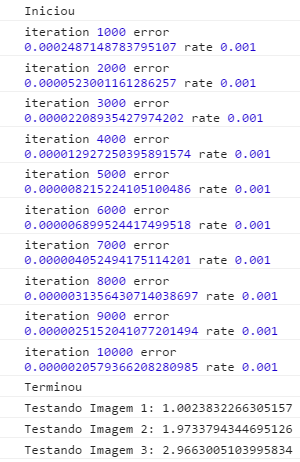 Iniciou
iteration 1000 error
0.0002487148783795107 rate 0.001
iteration 2000 error
0.0000523001161286257 rate 0.001
iteration 3000 error
0.00002208935427974202 rate 0.001
iteration 4000 error
0.000012927250395891574 rate 0.001
iteration 5000 error
0.000008215224105100486 rate 0.001
iteration 6000 error
0.000006899524417499518 rate 0.001
iteration 7000 error
0.000004052494175114201 rate 0.001
iteration 8000 error
0.0000031356430714038697 rate 0.001
iteration 9000 error
0.0000025152041077201494 rate 0.001
iteration 10000 error
0.0000020579366208280985 rate 0.001
Terminou
Testando Imagem 1: 1.0023832266305157
Testando Imagem 2: 1.9733794344695126
Testando Imagem 3: 2.9663005103995834